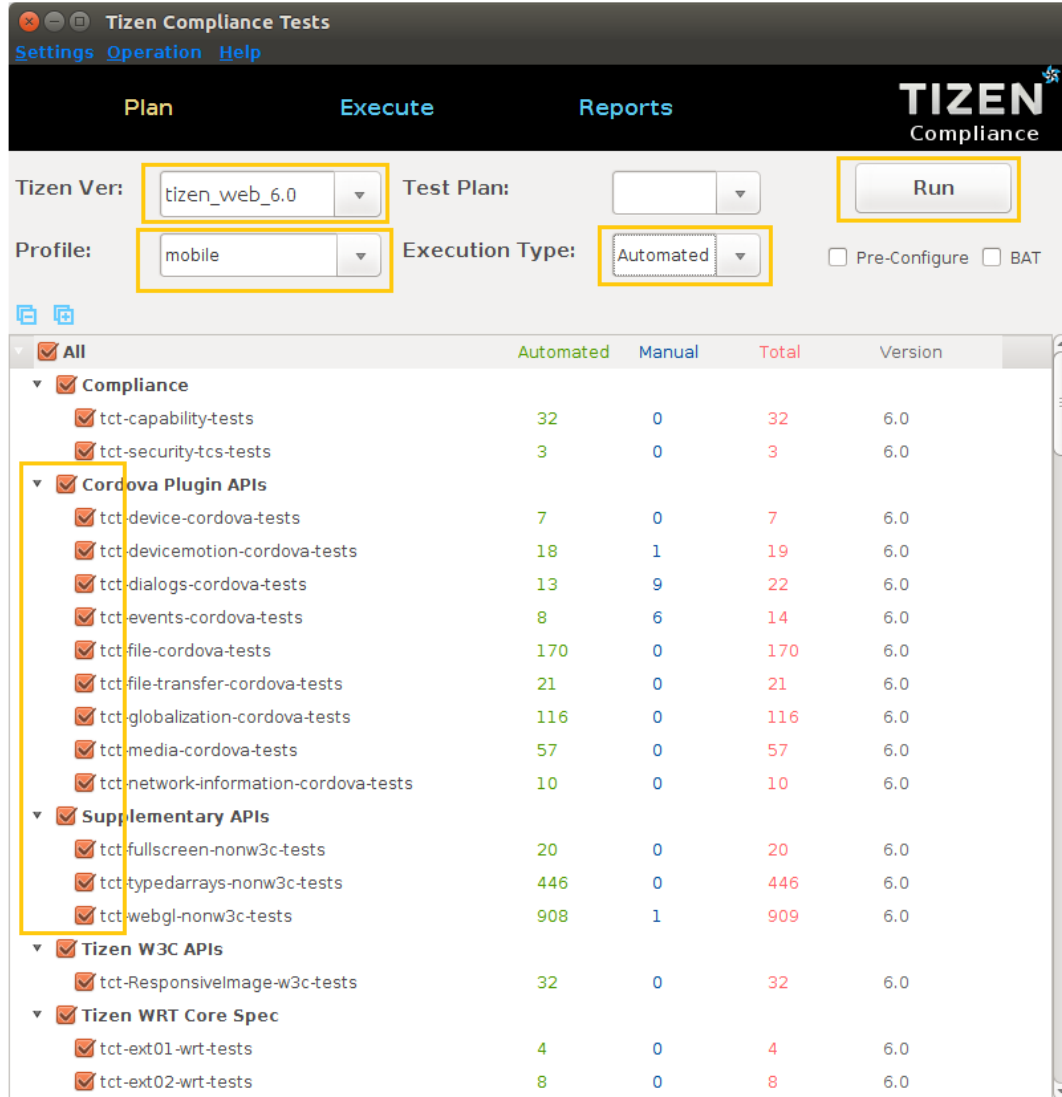 Tizen Compliance Tests
Settings Operation Help
Plan Execute Reports TIZEN
Compliance
Tizen Ver: tizen_web_6.0 Test Plan: Run
Profile: mobile Execution Type: Automated Pre-Configure BAT
All Automated Manual Total Version
Compliance
tct-capability-tests 32 0 32 6.0
tct-security-tcs-tests 3 0 3 6.0
Cordova Plugin APIs
tct-device-cordova-tests 7 0 7 6.0
tct-devicemotion-cordova-tests 18 1 19 6.0
tct-dialogs-cordova-tests 13 9 22 6.0
tct-events-cordova-tests 8 6 14 6.0
tct-file-cordova-tests 170 0 170 6.0
tct-file-transfer-cordova-tests 21 0 21 6.0
tct-globalization-cordova-tests 116 0 116 6.0
tct-media-cordova-tests 57 0 57 6.0
tct-network-information-cordova-tests 10 0 10 6.0
Supplementary APIs
tct-fullscreen-nonw3c-tests 20 0 20 6.0
tct-typedarrays-nonw3c-tests 446 0 446 6.0
tct-webgl-nonw3c-tests 908 1 909 6.0
Tizen W3C APIs
tct-ResponsiveImage-w3c-tests 32 0 32 6.0
Tizen WRT Core Spec
tct-ext01-wrt-tests 4 0 4 6.0
tct-ext02-wrt-tests 8 0 8 6.0